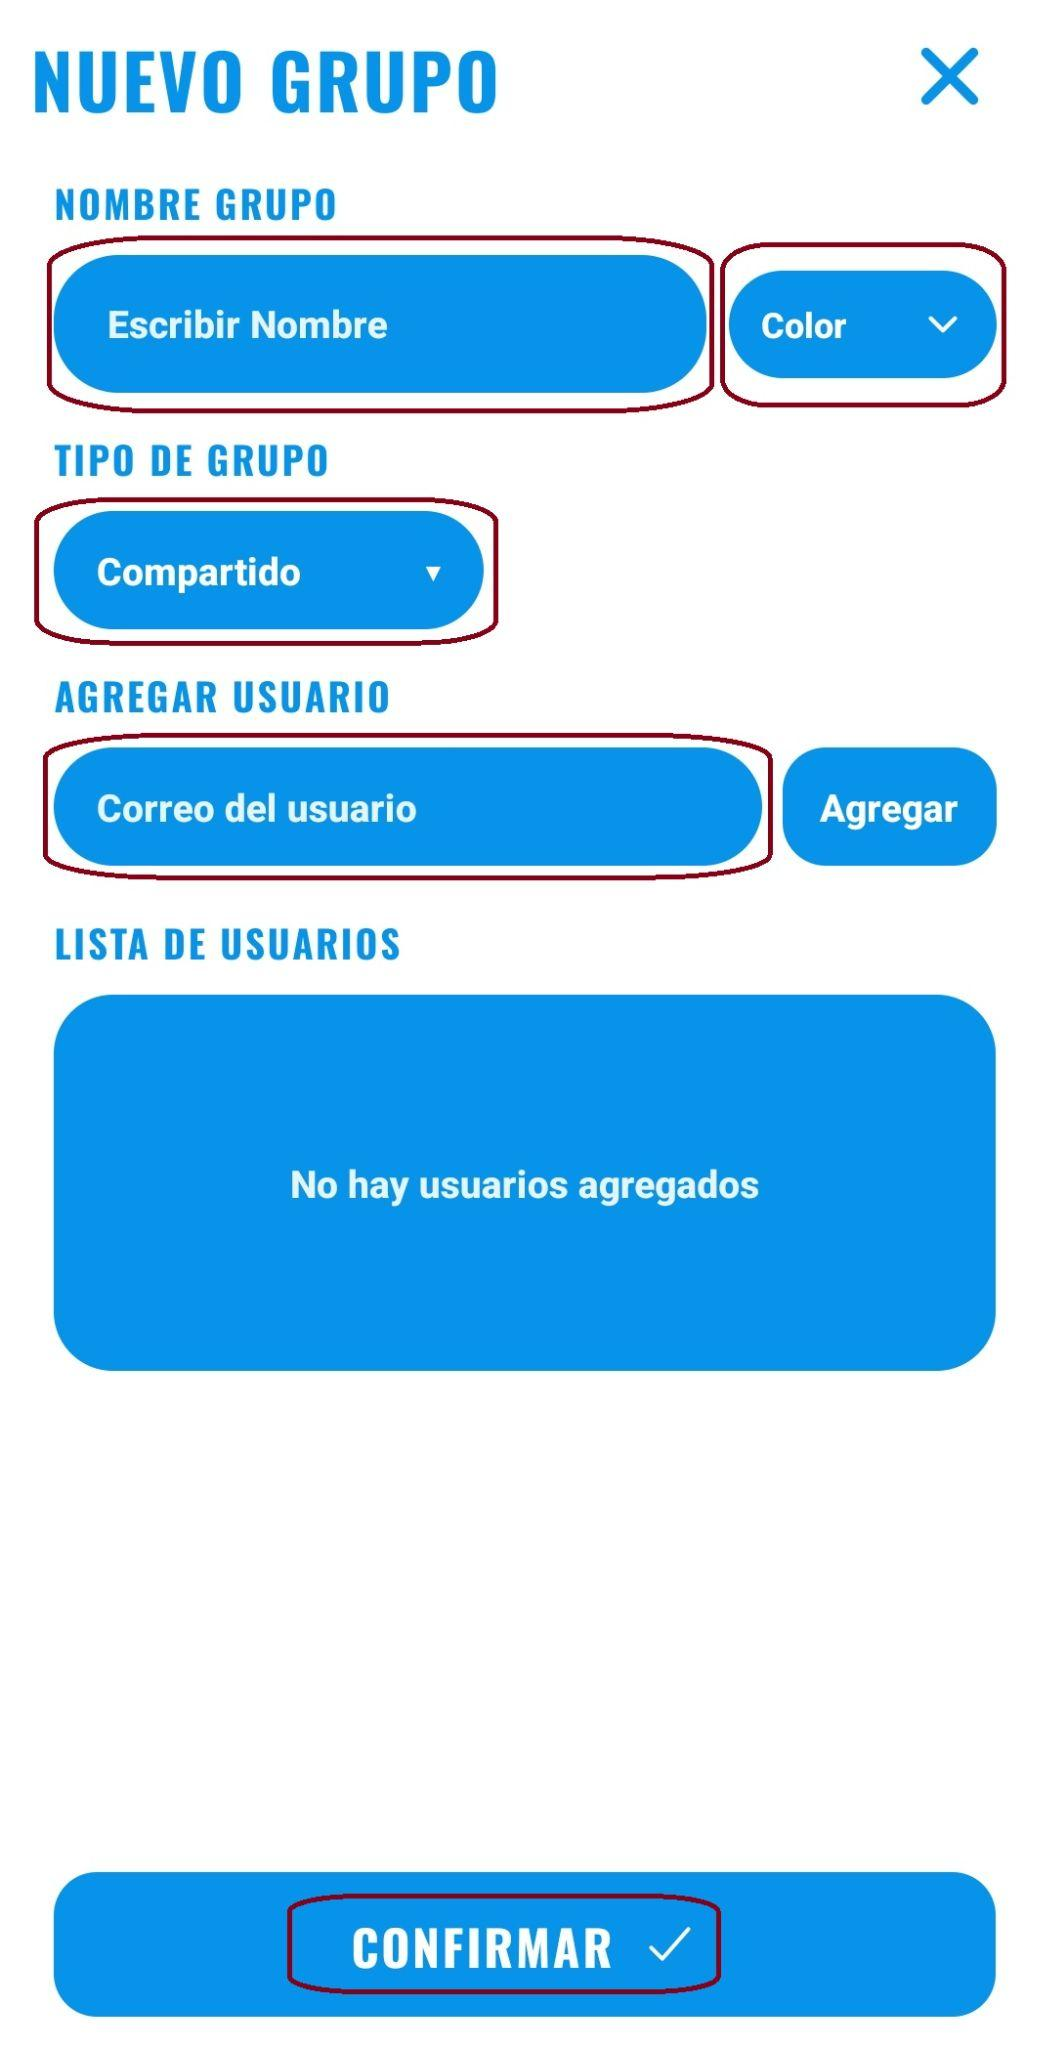 NUEVO GRUPO
NOMBRE GRUPO
Escribir Nombre
Color
TIPO DE GRUPO
Compartido
AGREGAR USUARIO
Correo del usuario
Agregar
LISTA DE USUARIOS
No hay usuarios agregados
CONFIRMAR